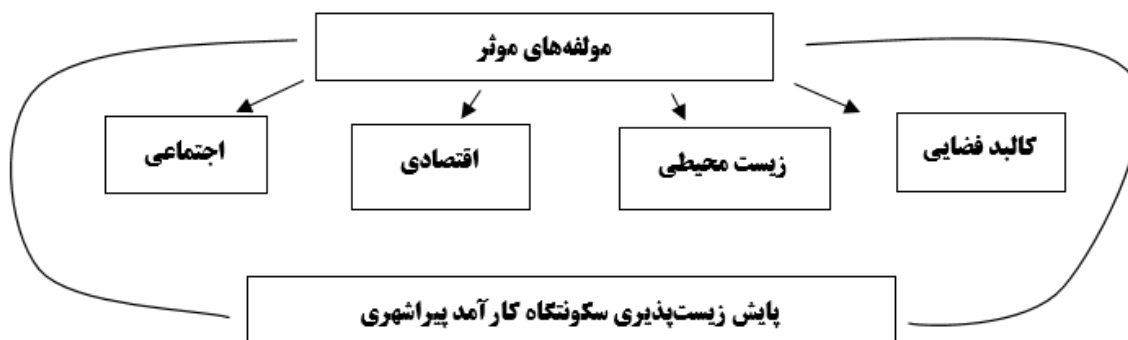 مولفه‌های موثر
کالبد فضایی
زیست محیطی
اقتصادی
اجتماعی
پایش زیست‌پذیری سکونتگاه کارآمد پیراشهری